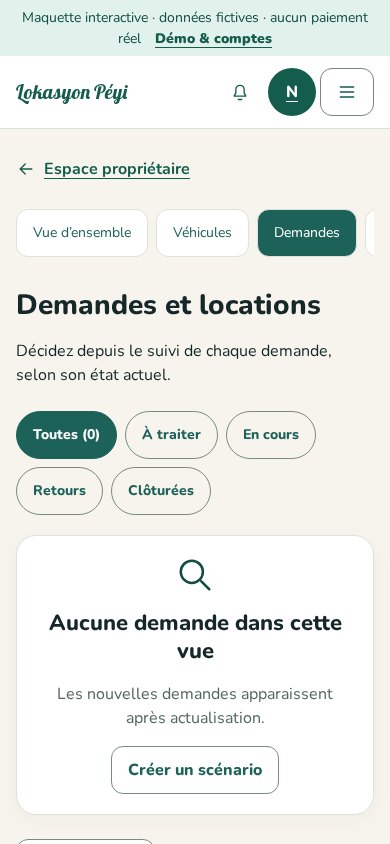 Maquette interactive · données fictives · aucun paiement
réel Démo & comptes
Lokasyon Péyi
N
Espace propriétaire
Vue d’ensemble Véhicules Demandes
Demandes et locations
Décidez depuis le suivi de chaque demande,
selon son état actuel.
Toutes (0) À traiter En cours
Retours Clôturées
Aucune demande dans cette
vue
Les nouvelles demandes apparaissent
après actualisation.
Créer un scénario